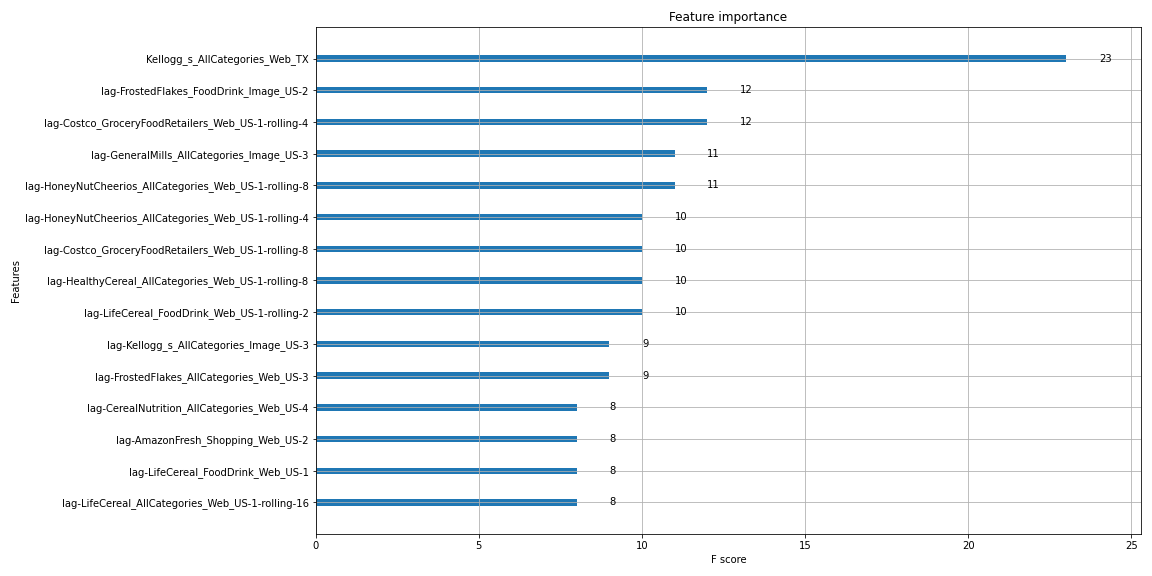 Feature importance
Features
Kellogg_s_AllCategories_Web_TX 23
lag-FrostedFlakes_FoodDrink_Image_US-2 12
lag-Costco_GroceryFoodRetailers_Web_US-1-rolling-4 12
lag-GeneralMills_AllCategories_Image_US-3 11
lag-HoneyNutCheerios_AllCategories_Web_US-1-rolling-8 11
lag-HoneyNutCheerios_AllCategories_Web_US-1-rolling-4 10
lag-Costco_GroceryFoodRetailers_Web_US-1-rolling-8 10
lag-HealthyCereal_AllCategories_Web_US-1-rolling-8 10
lag-LifeCereal_FoodDrink_Web_US-1-rolling-2 10
lag-Kellogg_s_AllCategories_Image_US-3 9
lag-FrostedFlakes_AllCategories_Web_US-3 9
lag-CerealNutrition_AllCategories_Web_US-4 8
lag-AmazonFresh_Shopping_Web_US-2 8
lag-LifeCereal_FoodDrink_Web_US-1 8
lag-LifeCereal_AllCategories_Web_US-1-rolling-16 8
0 5 10 15 20 25
F score